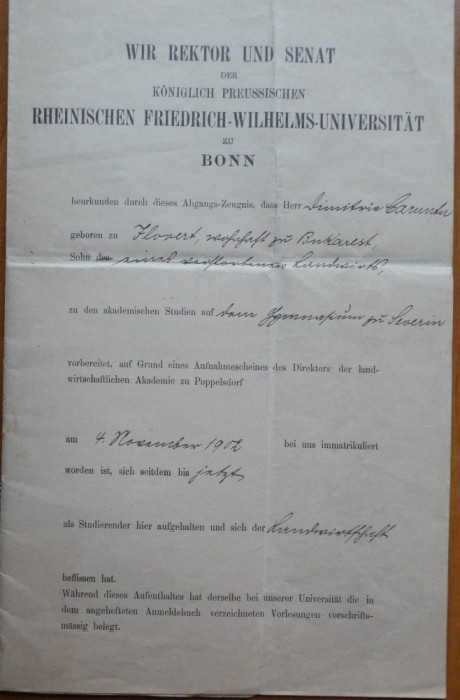 WIR REKTOR UND SENAT
DER
KÖNIGLICH PREUSSISCHEN
RHEINISCHEN FRIEDRICH-WILHELMS-UNIVERSITÄT
ZU
BONN
beurkunden durch dieses Abgangs-Zeugnis, dass Herr Dimitrie
geboren zu wohnhaft zu Bukarest,
Sohn des eines verstorbenen Landwirts,
zu den akademischen Studien auf dem Gymnasium zu Severin
vorbereitet, auf Grund eines Aufnahmescheines des Direktors der land-
wirtschaftlichen Akademie zu Poppelsdorf
am 4. November 1902 bei uns immatrikuliert
worden ist, sich seitdem bis jetzt
als Studierender hier aufgehalten und sich der Landwirtschaft
beflissen hat.
Während dieses Aufenthaltes hat derselbe bei unserer Universität die in
dem angehefteten Anmeldebuch verzeichneten Vorlesungen vorschrifts-
mässig belegt.